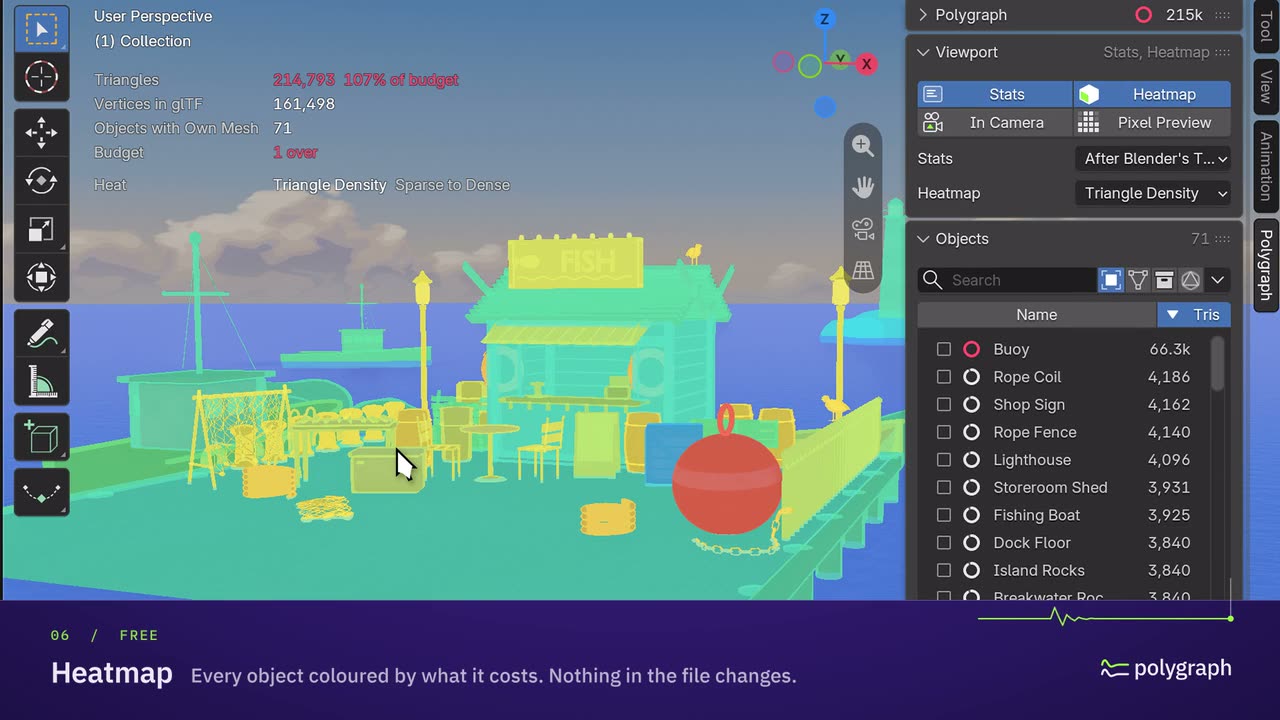 User Perspective
(1) Collection
Triangles 214,793 107% of budget
Vertices in glTF 161,498
Objects with Own Mesh 71
Budget 1 over
Heat Triangle Density Sparse to Dense
Z
Y
X
FISH
Polygraph 215k
Viewport Stats, Heatmap
Stats Heatmap
In Camera Pixel Preview
Stats After Blender's T...
Heatmap Triangle Density
Objects 71
Search
Name Tris
Buoy 66.3k
Rope Coil 4,186
Shop Sign 4,162
Rope Fence 4,140
Lighthouse 4,096
Storeroom Shed 3,931
Fishing Boat 3,925
Dock Floor 3,840
Island Rocks 3,840
Breakwater Roc 3,840
Tool
View
Animation
Polygraph
06 / FREE
Heatmap Every object coloured by what it costs. Nothing in the file changes.
polygraph